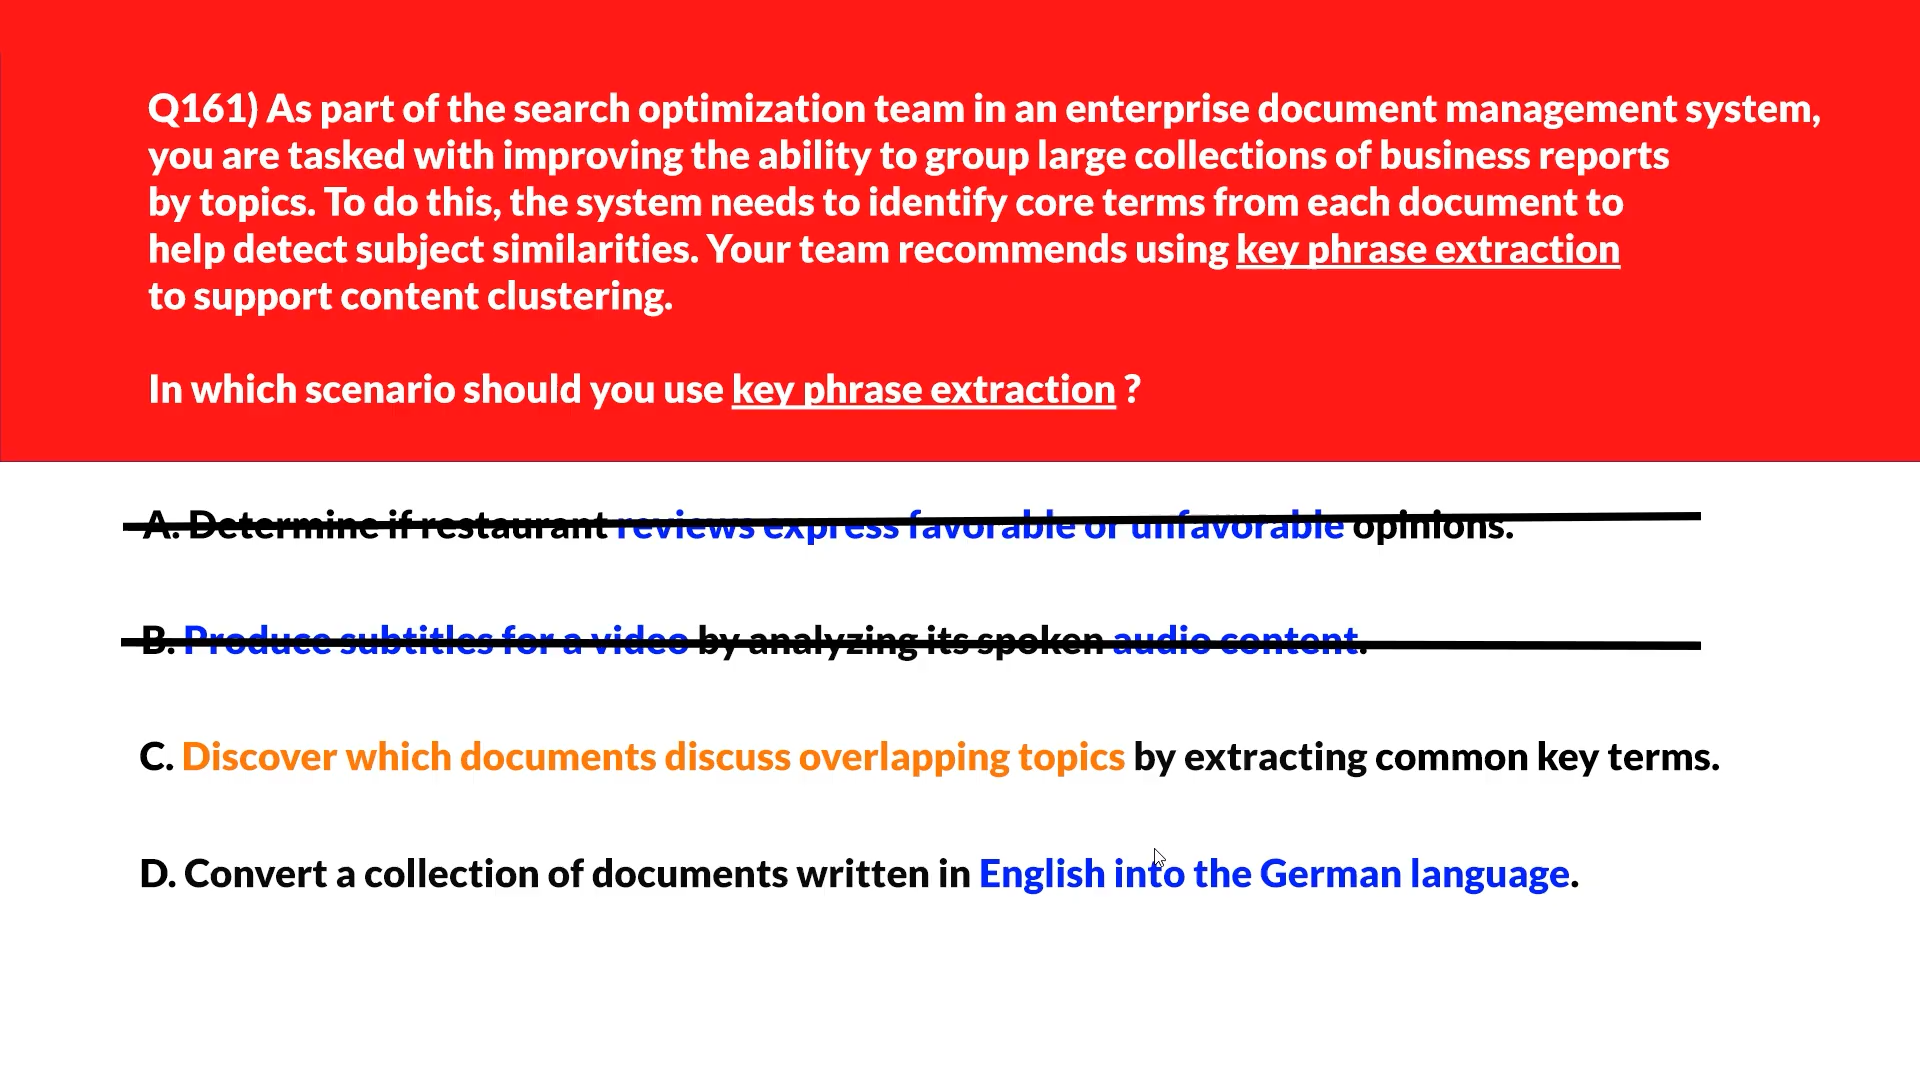 Q161) As part of the search optimization team in an enterprise document management system,
you are tasked with improving the ability to group large collections of business reports
by topics. To do this, the system needs to identify core terms from each document to
help detect subject similarities. Your team recommends using key phrase extraction
to support content clustering.
In which scenario should you use key phrase extraction ?
A. Determine if restaurant reviews express favorable or unfavorable opinions.
B. Produce subtitles for a video by analyzing its spoken audio content.
C. Discover which documents discuss overlapping topics by extracting common key terms.
D. Convert a collection of documents written in English into the German language.